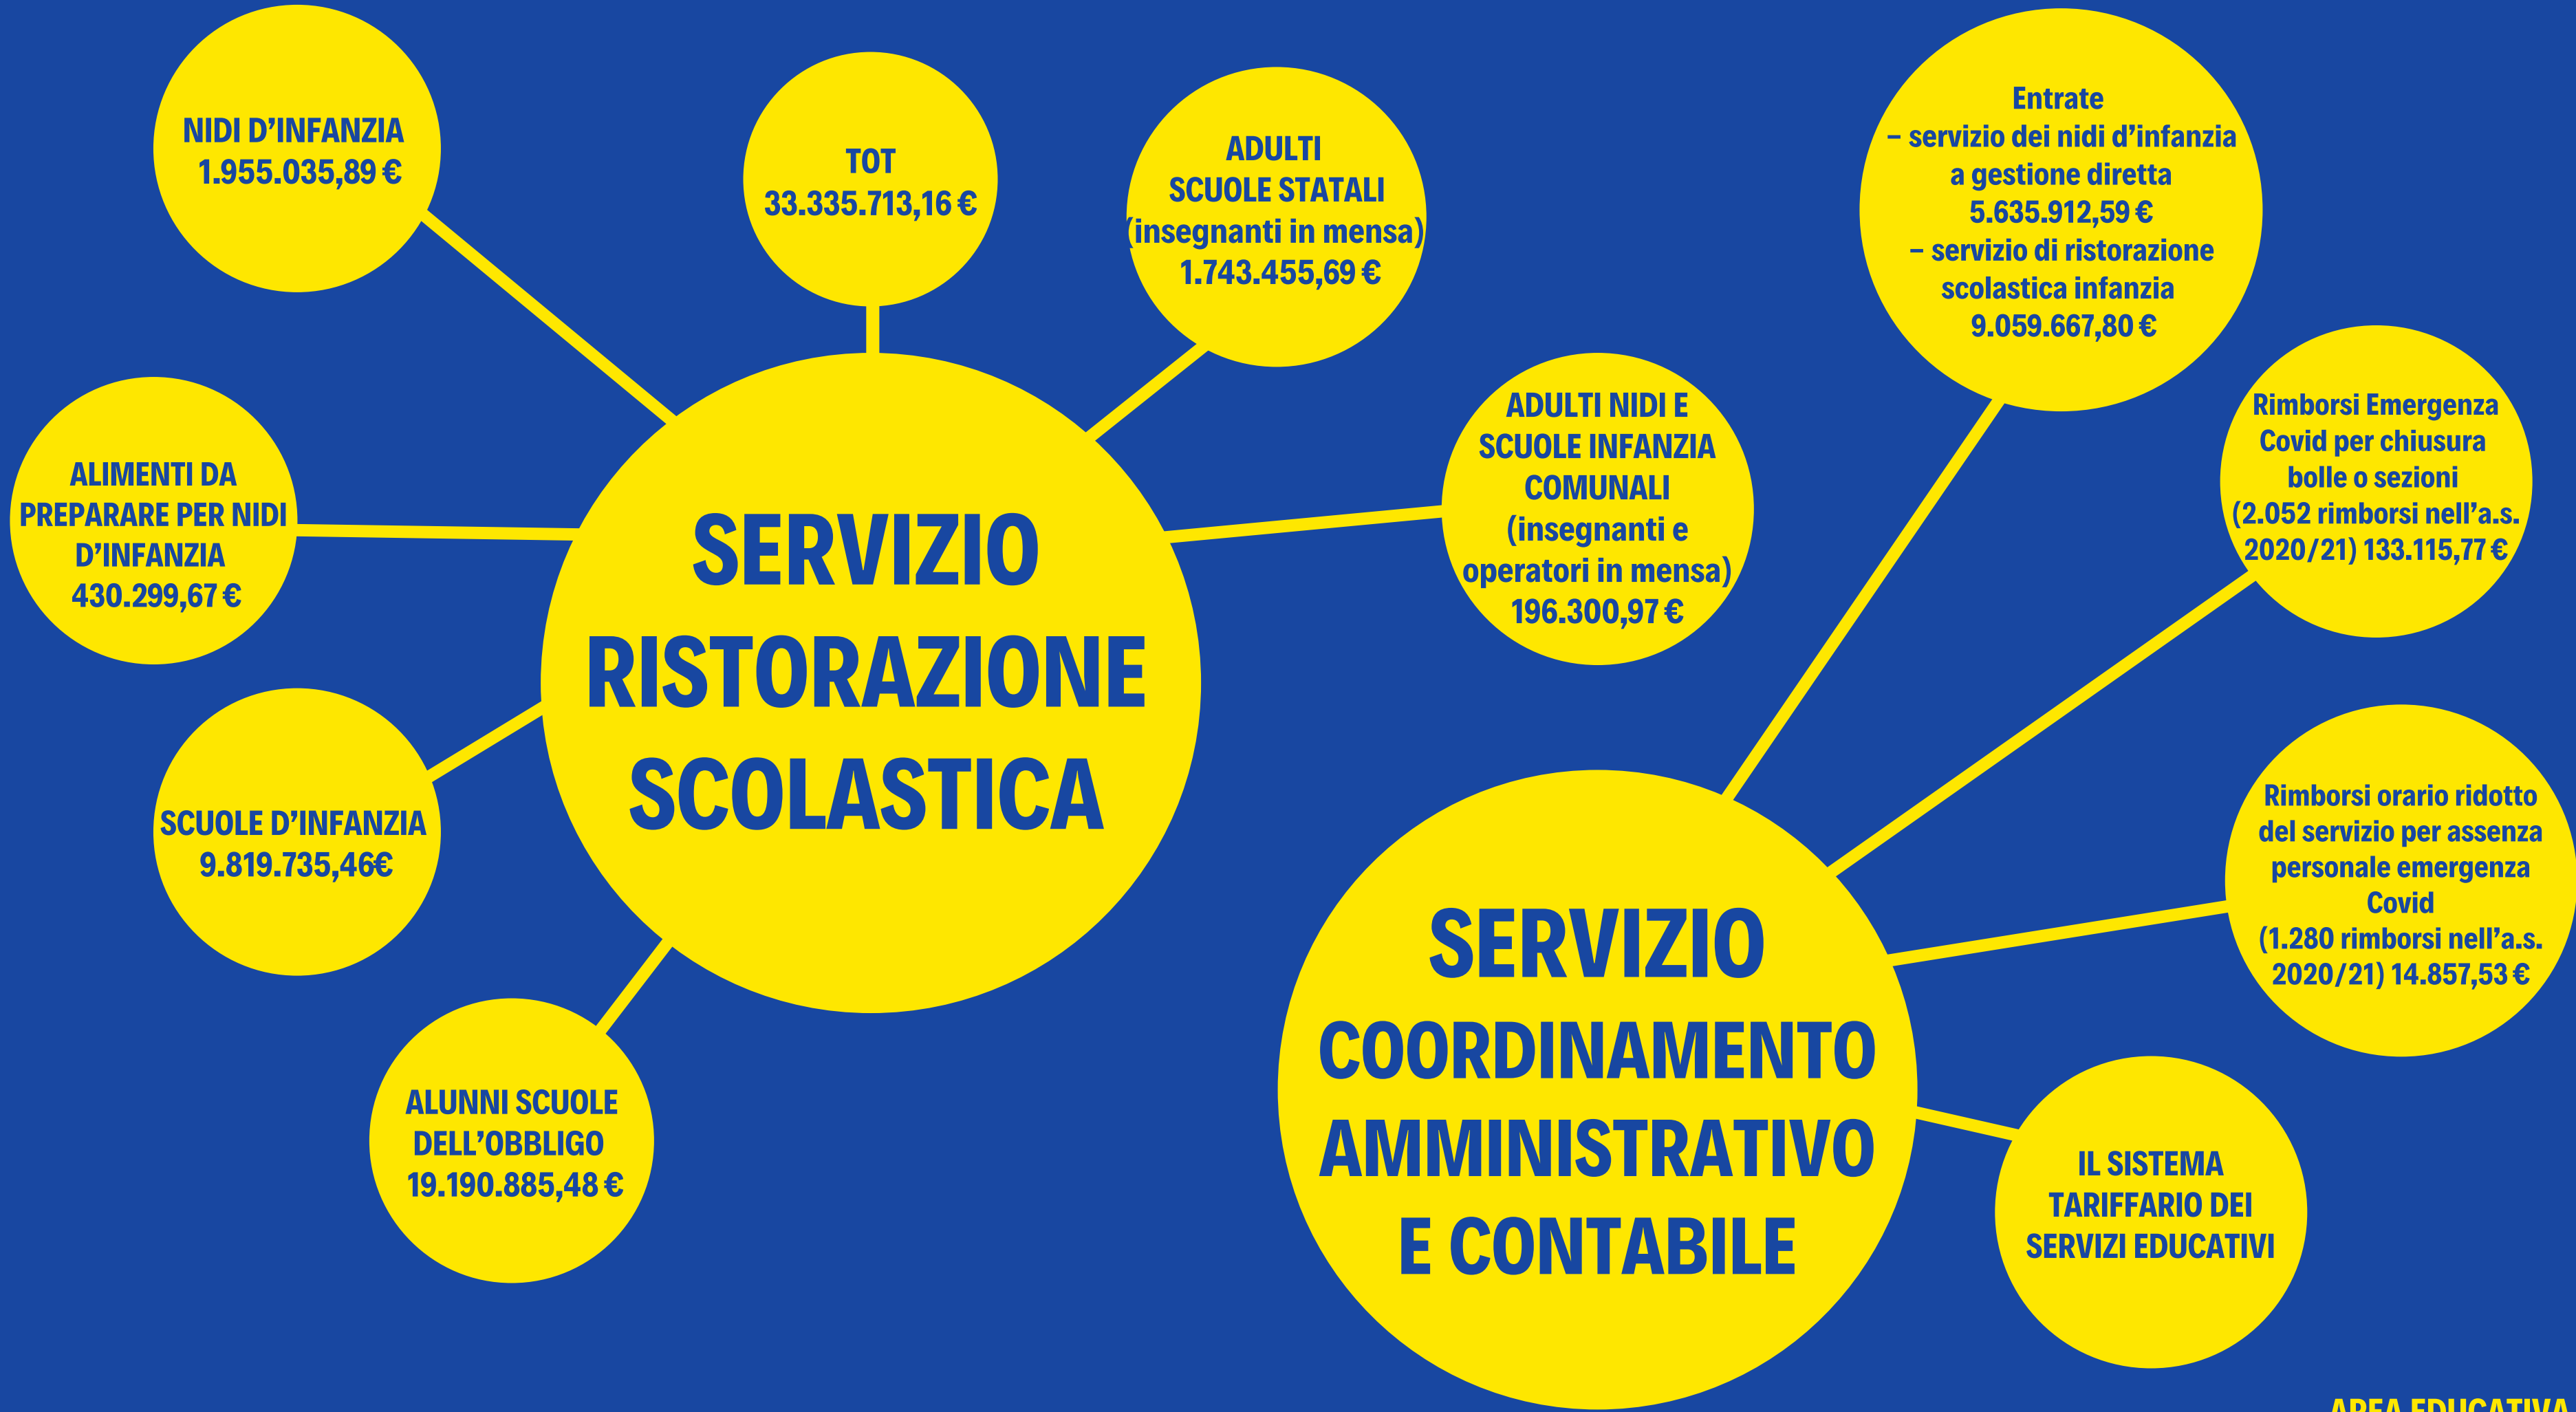 NIDI D'INFANZIA
1.955.035,89 €
TOT
33.335.713,16 €
ADULTI
SCUOLE STATALI
(insegnanti in mensa)
1.743.455,69 €
ADULTI NIDI E
SCUOLE INFANZIA
COMUNALI
(insegnanti e
operatori in mensa)
196.300,97 €
ALIMENTI DA
PREPARARE PER NIDI
D'INFANZIA
430.299,67 €
SERVIZIO
RISTORAZIONE
SCOLASTICA
SCUOLE D'INFANZIA
9.819.735,46€
ALUNNI SCUOLE
DELL'OBBLIGO
19.190.885,48 €
Entrate
– servizio dei nidi d'infanzia
a gestione diretta
5.635.912,59 €
– servizio di ristorazione
scolastica infanzia
9.059.667,80 €
Rimborsi Emergenza
Covid per chiusura
bolle o sezioni
(2.052 rimborsi nell'a.s.
2020/21) 133.115,77 €
Rimborsi orario ridotto
del servizio per assenza
personale emergenza
Covid
(1.280 rimborsi nell'a.s.
2020/21) 14.857,53 €
SERVIZIO
COORDINAMENTO
AMMINISTRATIVO
E CONTABILE
IL SISTEMA
TARIFFARIO DEI
SERVIZI EDUCATIVI
AREA EDUCATIVA